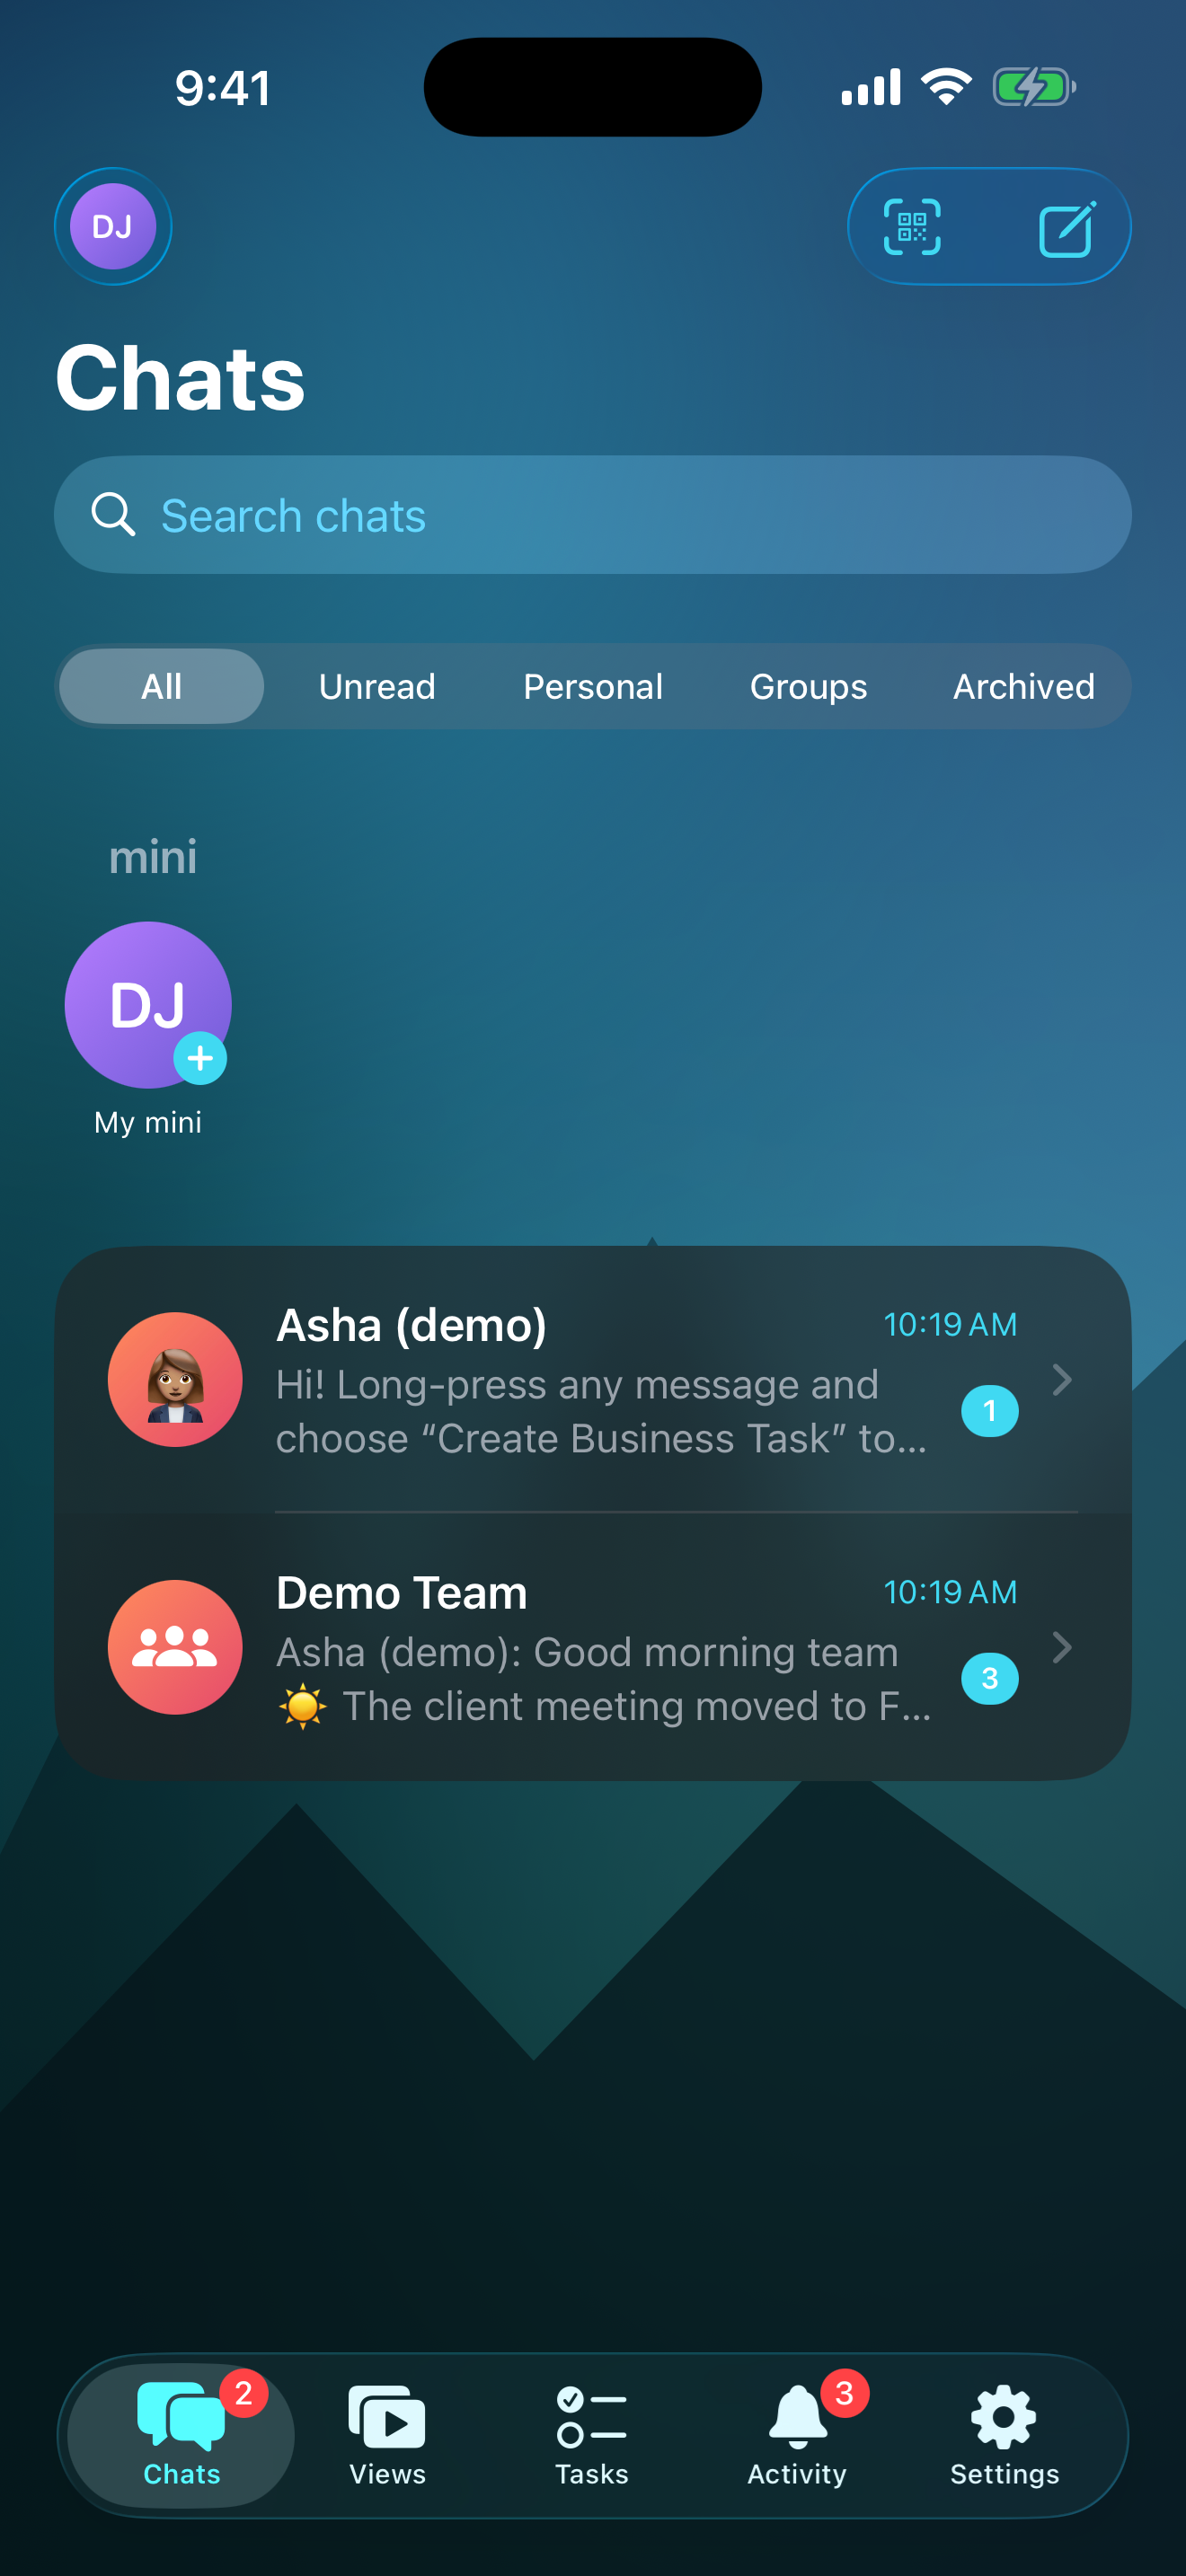 9:41
DJ
Chats
Search chats
All Unread Personal Groups Archived
mini
DJ
My mini
Asha (demo) 10:19 AM
Hi! Long-press any message and
choose “Create Business Task” to...
1
Demo Team 10:19 AM
Asha (demo): Good morning team
☀️ The client meeting moved to F...
3
2 3
Chats Views Tasks Activity Settings